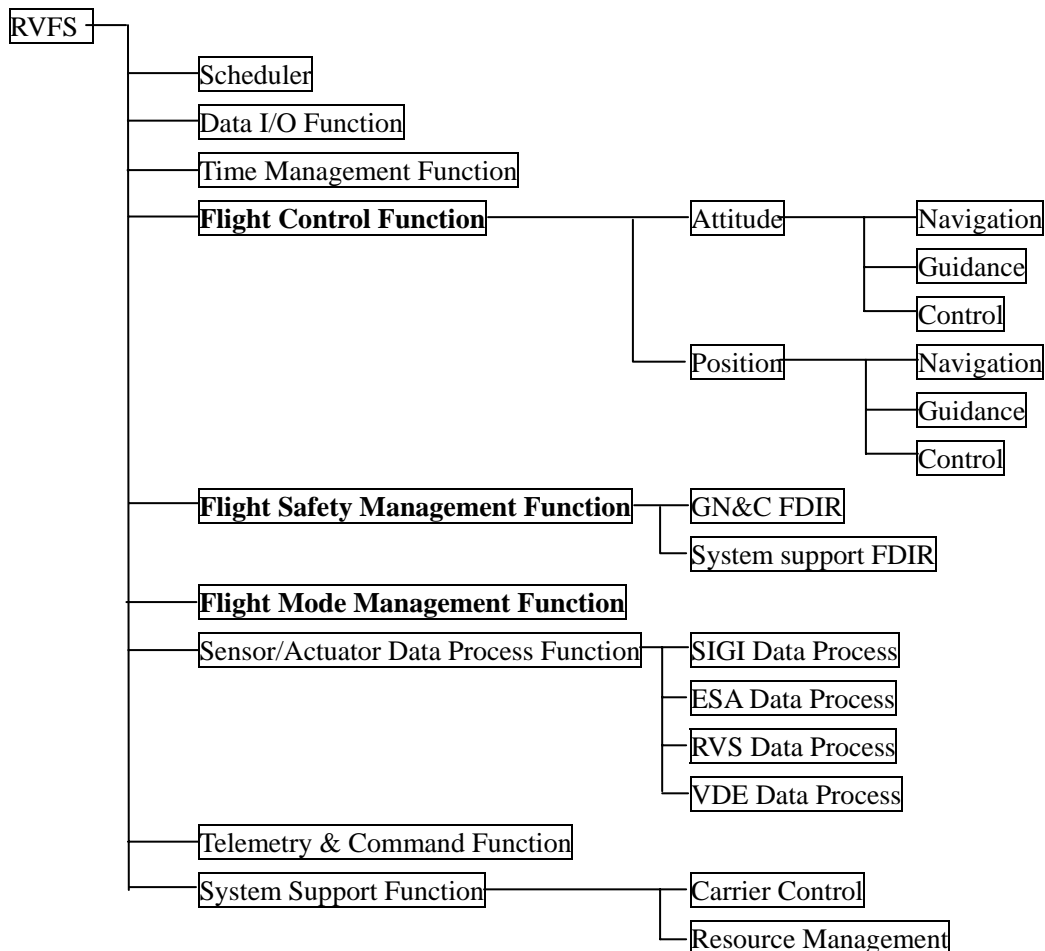 RVFS
Scheduler
Data I/O Function
Time Management Function
Flight Control Function
Attitude
Navigation
Guidance
Control
Position
Navigation
Guidance
Control
Flight Safety Management Function
GN&C FDIR
System support FDIR
Flight Mode Management Function
Sensor/Actuator Data Process Function
SIGI Data Process
ESA Data Process
RVS Data Process
VDE Data Process
Telemetry & Command Function
System Support Function
Carrier Control
Resource Management